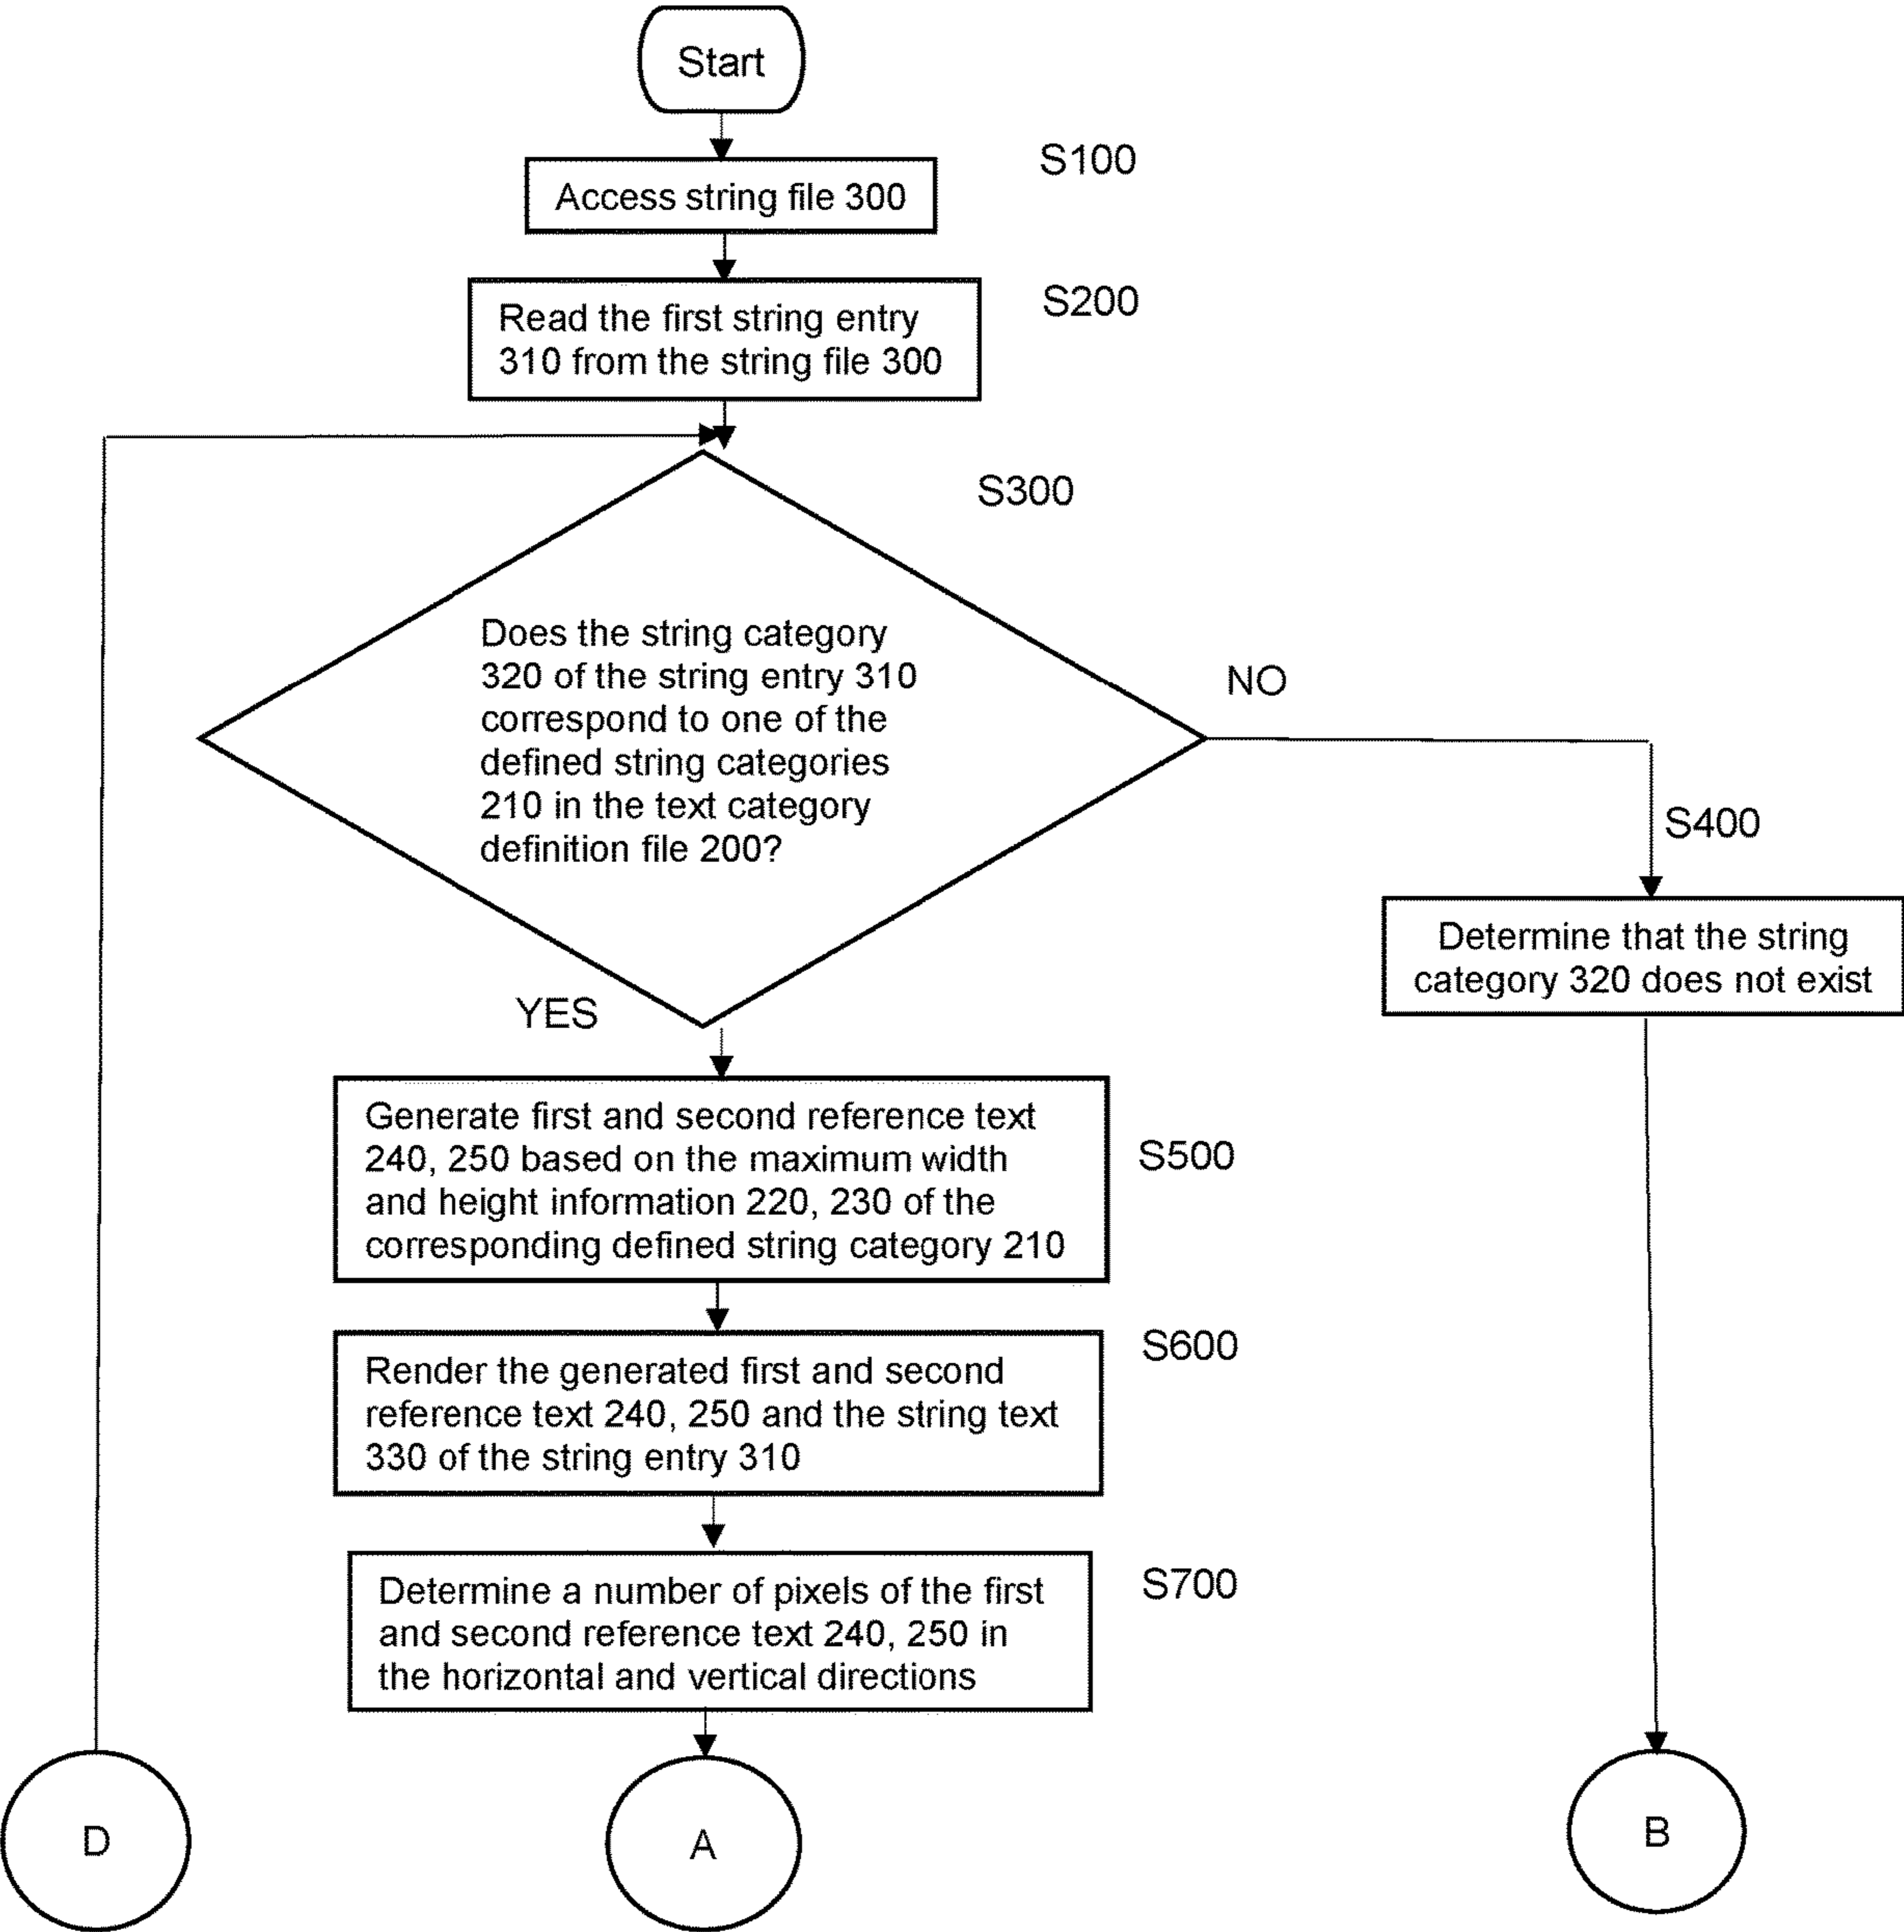 Start
S100
Access string file 300
S200
Read the first string entry
310 from the string file 300
S300
Does the string category
320 of the string entry 310
correspond to one of the
defined string categories
210 in the text category
definition file 200?
NO
S400
Determine that the string
category 320 does not exist
YES
Generate first and second reference text
240, 250 based on the maximum width
and height information 220, 230 of the
corresponding defined string category 210
S500
S600
Render the generated first and second
reference text 240, 250 and the string text
330 of the string entry 310
S700
Determine a number of pixels of the first
and second reference text 240, 250 in
the horizontal and vertical directions
D
A
B